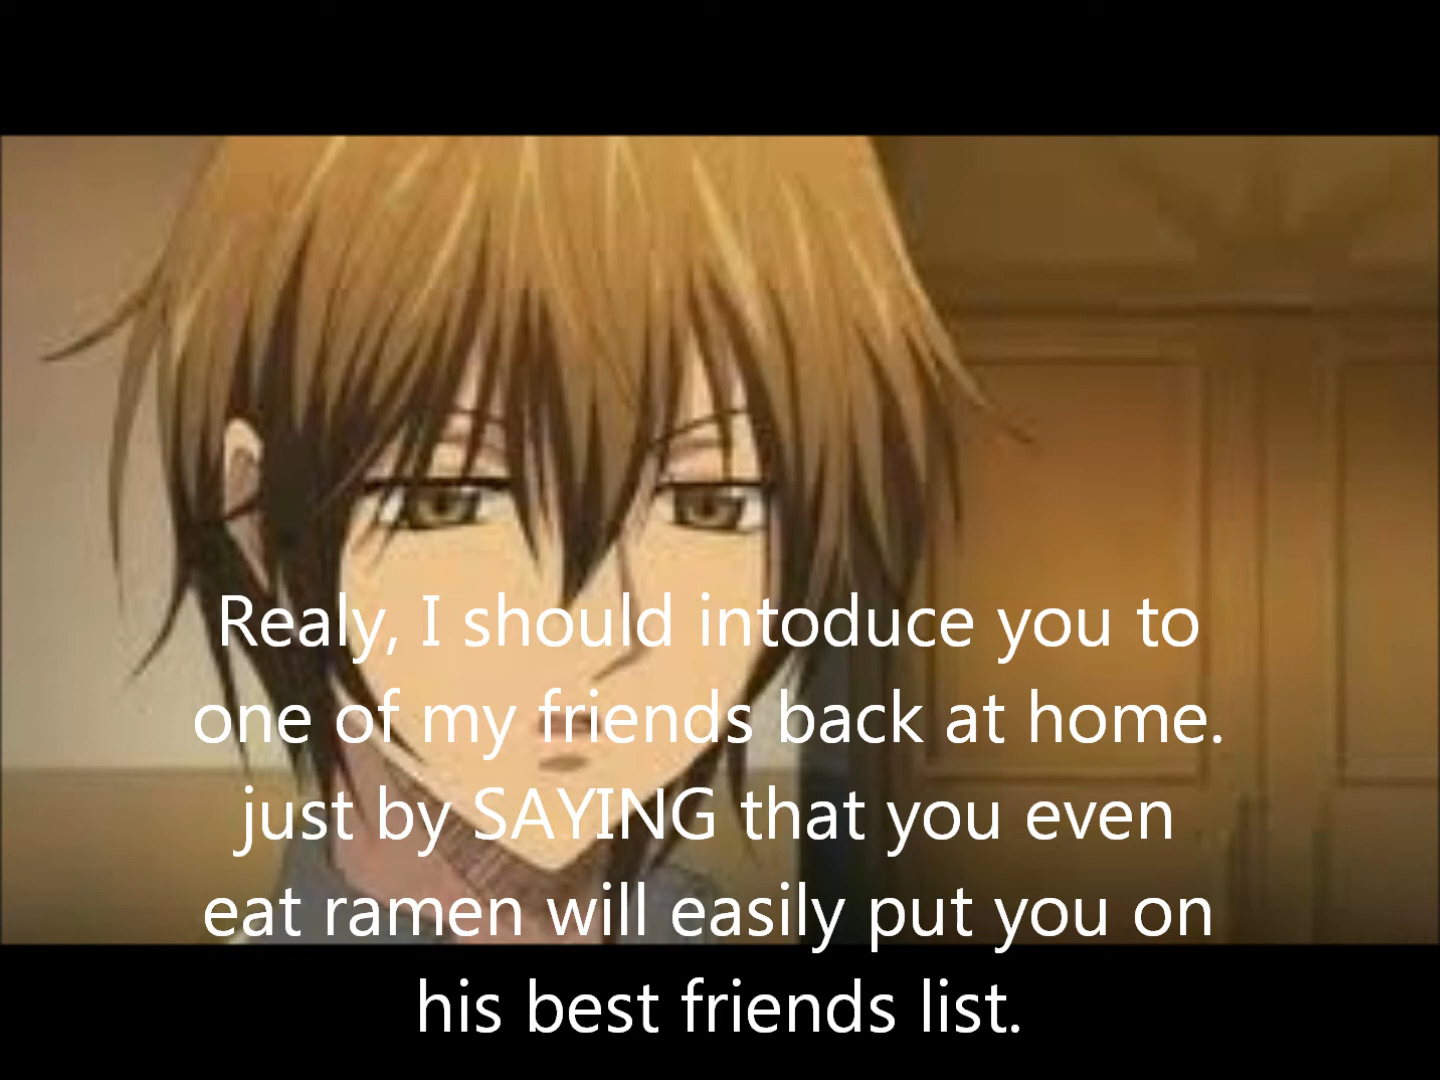 Realy, I should intoduce you to
one of my friends back at home.
just by SAYING that you even
eat ramen will easily put you on
his best friends list.